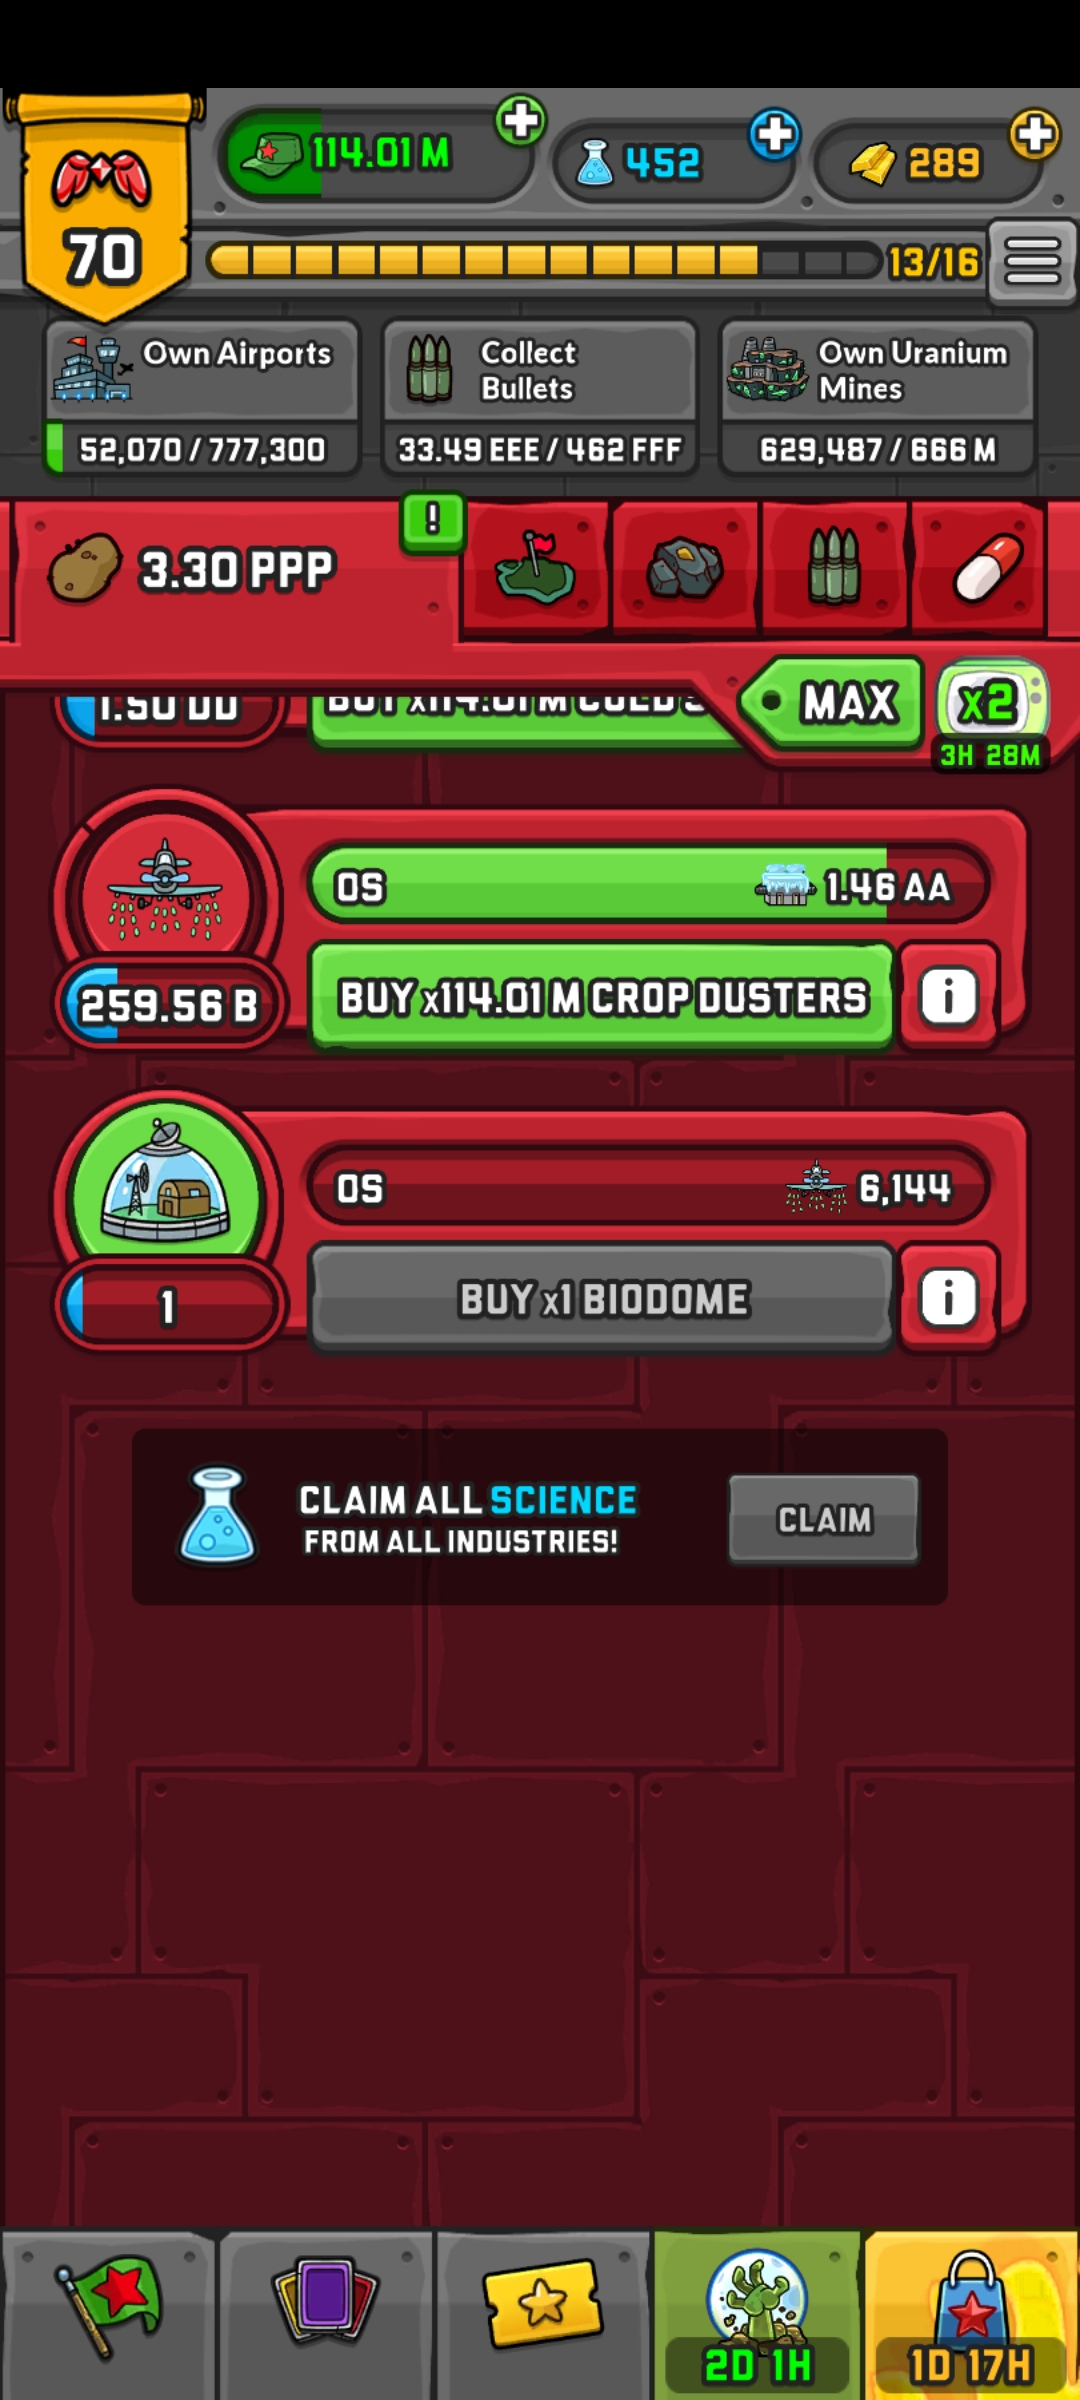 114.01 M
452
289
70
13/16
Own Airports
52,070 / 777,300
Collect
Bullets
33.49 EEE / 462 FFF
Own Uranium
Mines
629,487 / 666 M
3.30 PPP
!
MAX
x2
3H 28M
0S
1.46 AA
259.56 B
BUY x114.01 M CROP DUSTERS
i
0S
6,144
1
BUY x1 BIODOME
i
CLAIM ALL SCIENCE
FROM ALL INDUSTRIES!
CLAIM
2D 1H
1D 17H